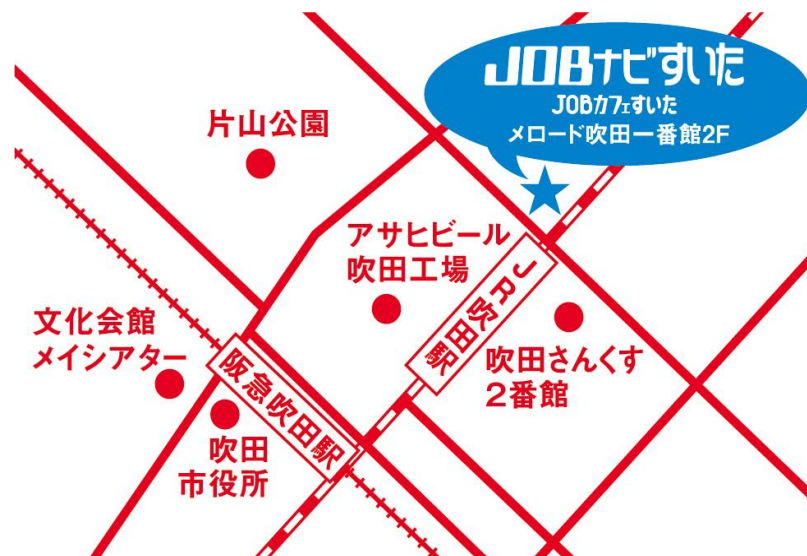 JOBナビすいた
JOBカフェすいた
メロード吹田一番館2F
片山公園
アサヒビール
吹田工場
JR吹田駅
文化会館
メイシアター
阪急吹田駅
吹田さんくす
2番館
吹田
市役所